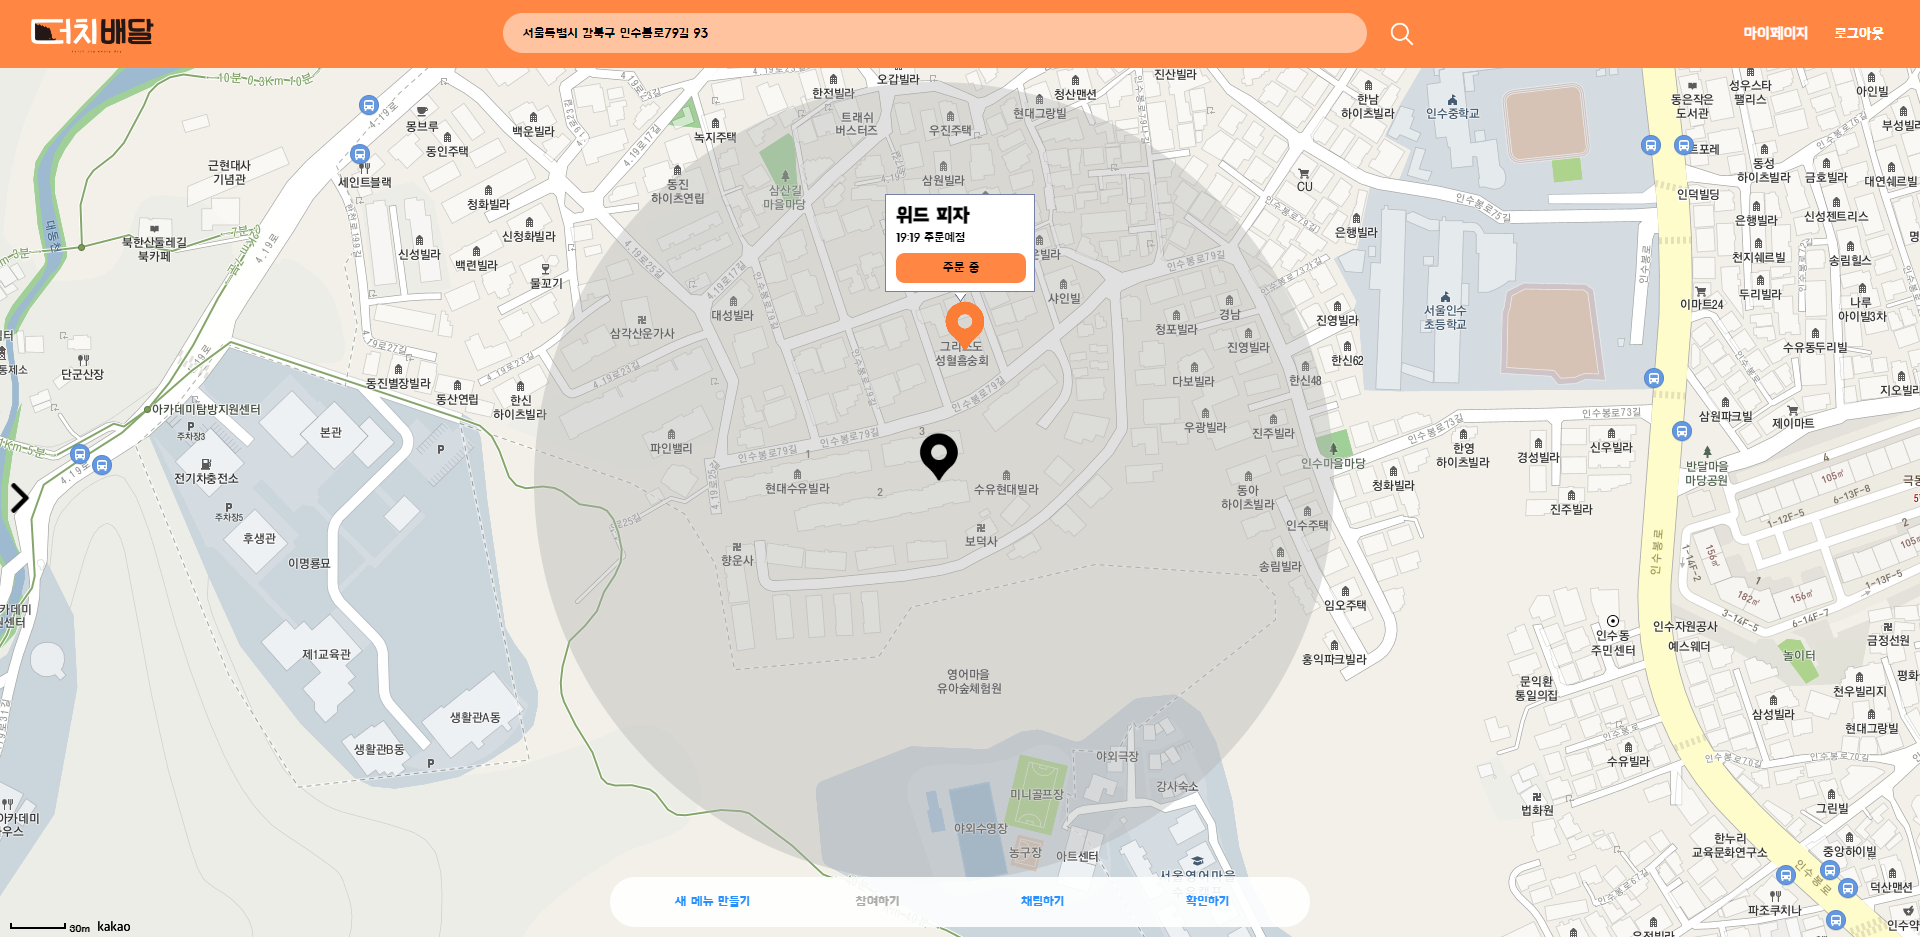 더치배달
서울특별시 강북구 인수봉로79길 93
마이페이지
로그아웃
위드 피자
19:19 주문예정
주문 중
오감빌라
진산빌라
한전빌라
청산맨션
몽브루
백운빌라
녹지주택
트래쉬
버스터즈
우진주택
현대그랑빌
한남
하이츠빌라
인수중학교
동은작은
도서관
성우스타
팰리스
아인빌
동인주택
근현대사
기념관
세인트블랙
동진
하이츠연립
삼원빌라
CU
동성
하이츠빌라
금호빌라
청화빌라
삼산길
마을마당
인덕빌딩
은행빌라
은행빌라
신성젠트리스
북한산둘레길
북카페
신성빌라
신청화빌라
백련빌라
물꼬기
천지쉐르빌
송림힐스
두리빌라
이마트24
나루
아이빌3차
삼각산운가사
대성빌라
사인빌
청포빌라
경남
진영빌라
진영빌라
서울인수
초등학교
수유동두리빌
단군산장
동진별장빌라
동산연립
한신
하이츠빌라
성혈흠숭회
다보빌라
한신62
한신48
삼원파크빌
제이마트
아카데미탐방지원센터
주차장3
본관
P
전기차충전소
파인밸리
1
2
3
우광빌라
진주빌라
인수마을마당
한영
하이츠빌라
경성빌라
신우빌라
반달마을
마당공원
현대수유빌라
수유현대빌라
동아
하이츠빌라
청화빌라
진주빌라
인수주택
주차장5
후생관
이명룡묘
향운사
보덕사
송림빌라
임오주택
홍익파크빌라
인수동
주민센터
인수자원공사
예스웨더
금정선원
놀이터
제1교육관
영어마을
유아숲체험원
문익환
통일의집
천우빌리지
삼성빌라
현대그랑빌
생활관A동
생활관B동
P
야외극장
강사숙소
미니골프장
야외수영장
농구장
아트센터
서울영어마을
수유빌라
법화원
그린빌
한누리
교육문화연구소
중앙하이빌
덕산맨션
파조쿠치나
인수봉로
새 메뉴 만들기
참여하기
채팅하기
확인하기
30m
kakao